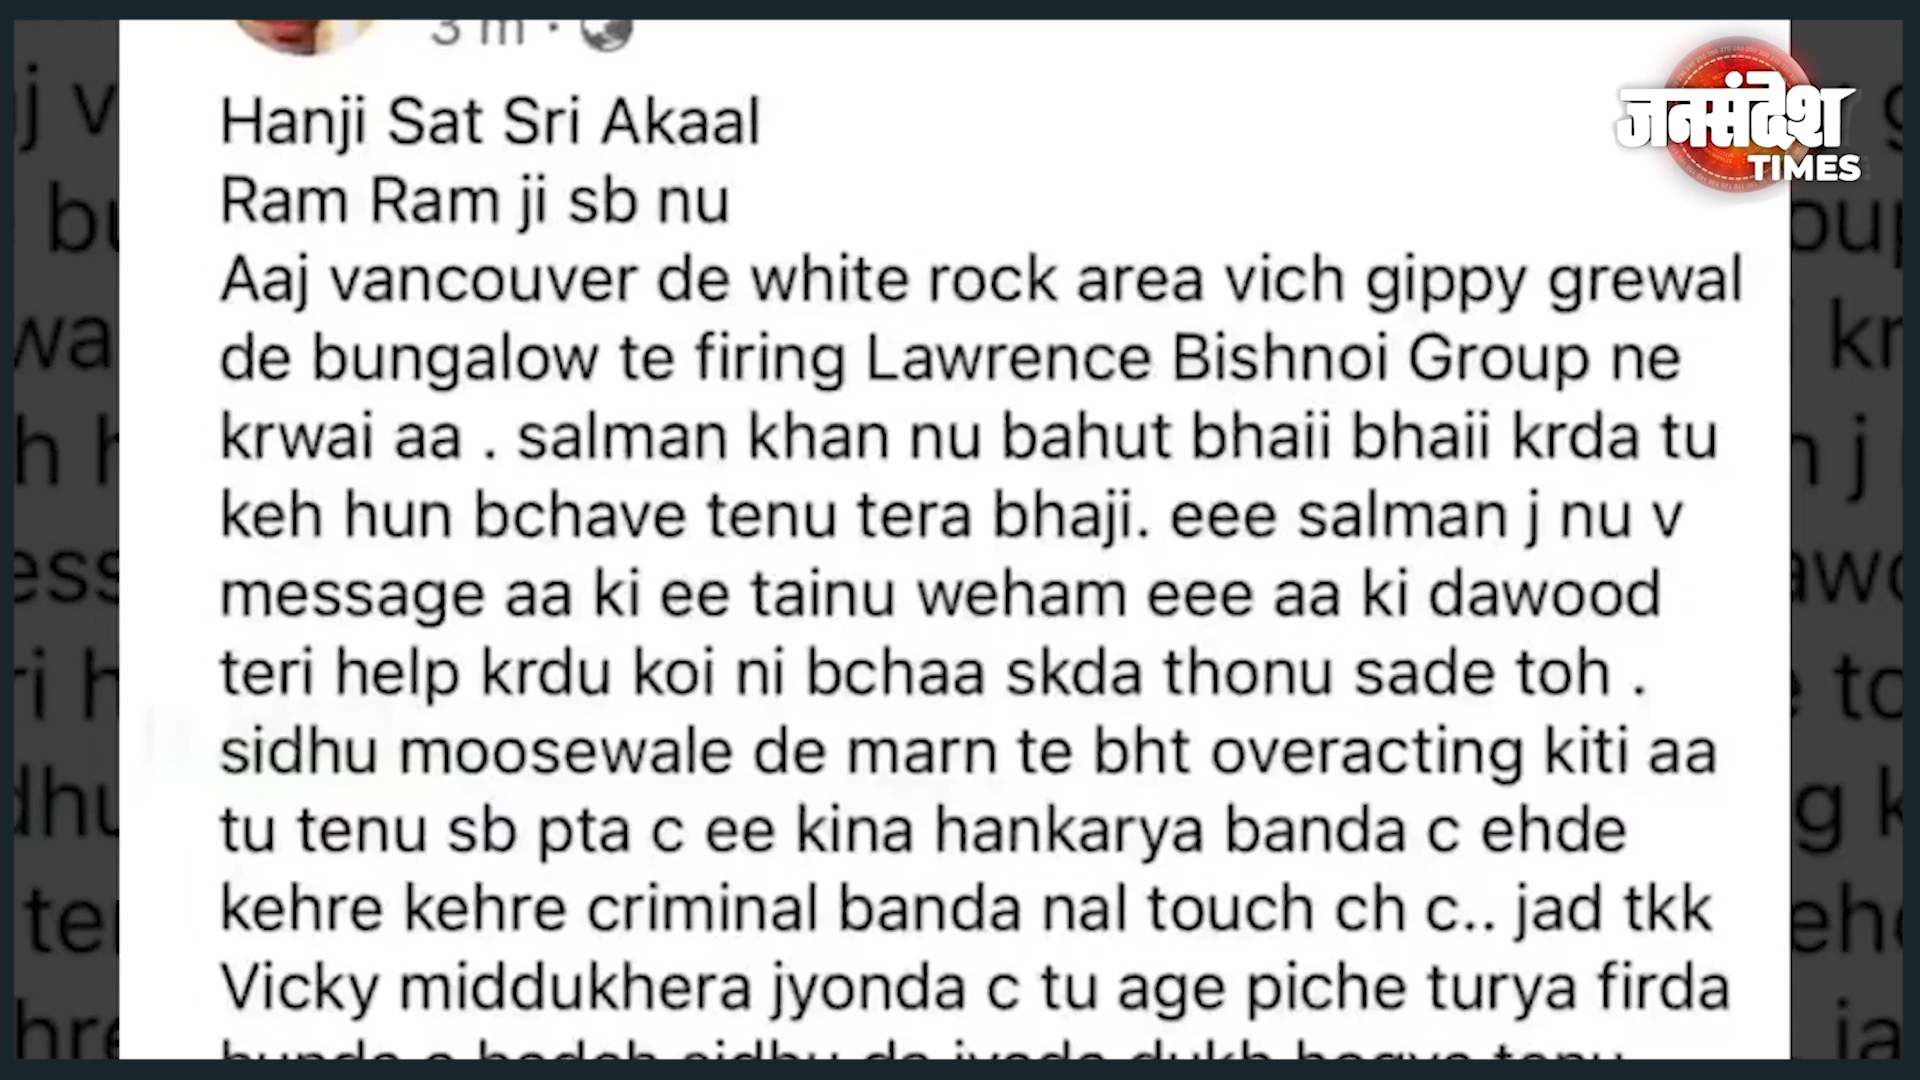 3 m ·
जनसंदेश
TIMES
Hanji Sat Sri Akaal
Ram Ram ji sb nu
Aaj vancouver de white rock area vich gippy grewal
de bungalow te firing Lawrence Bishnoi Group ne
krwai aa . salman khan nu bahut bhaii bhaii krda tu
keh hun bchave tenu tera bhaji. eee salman j nu v
message aa ki ee tainu weham eee aa ki dawood
teri help krdu koi ni bchaa skda thonu sade toh .
sidhu moosewale de marn te bht overacting kiti aa
tu tenu sb pta c ee kina hankarya banda c ehde
kehre kehre criminal banda nal touch ch c.. jad tkk
Vicky middukhera jyonda c tu age piche turya firda